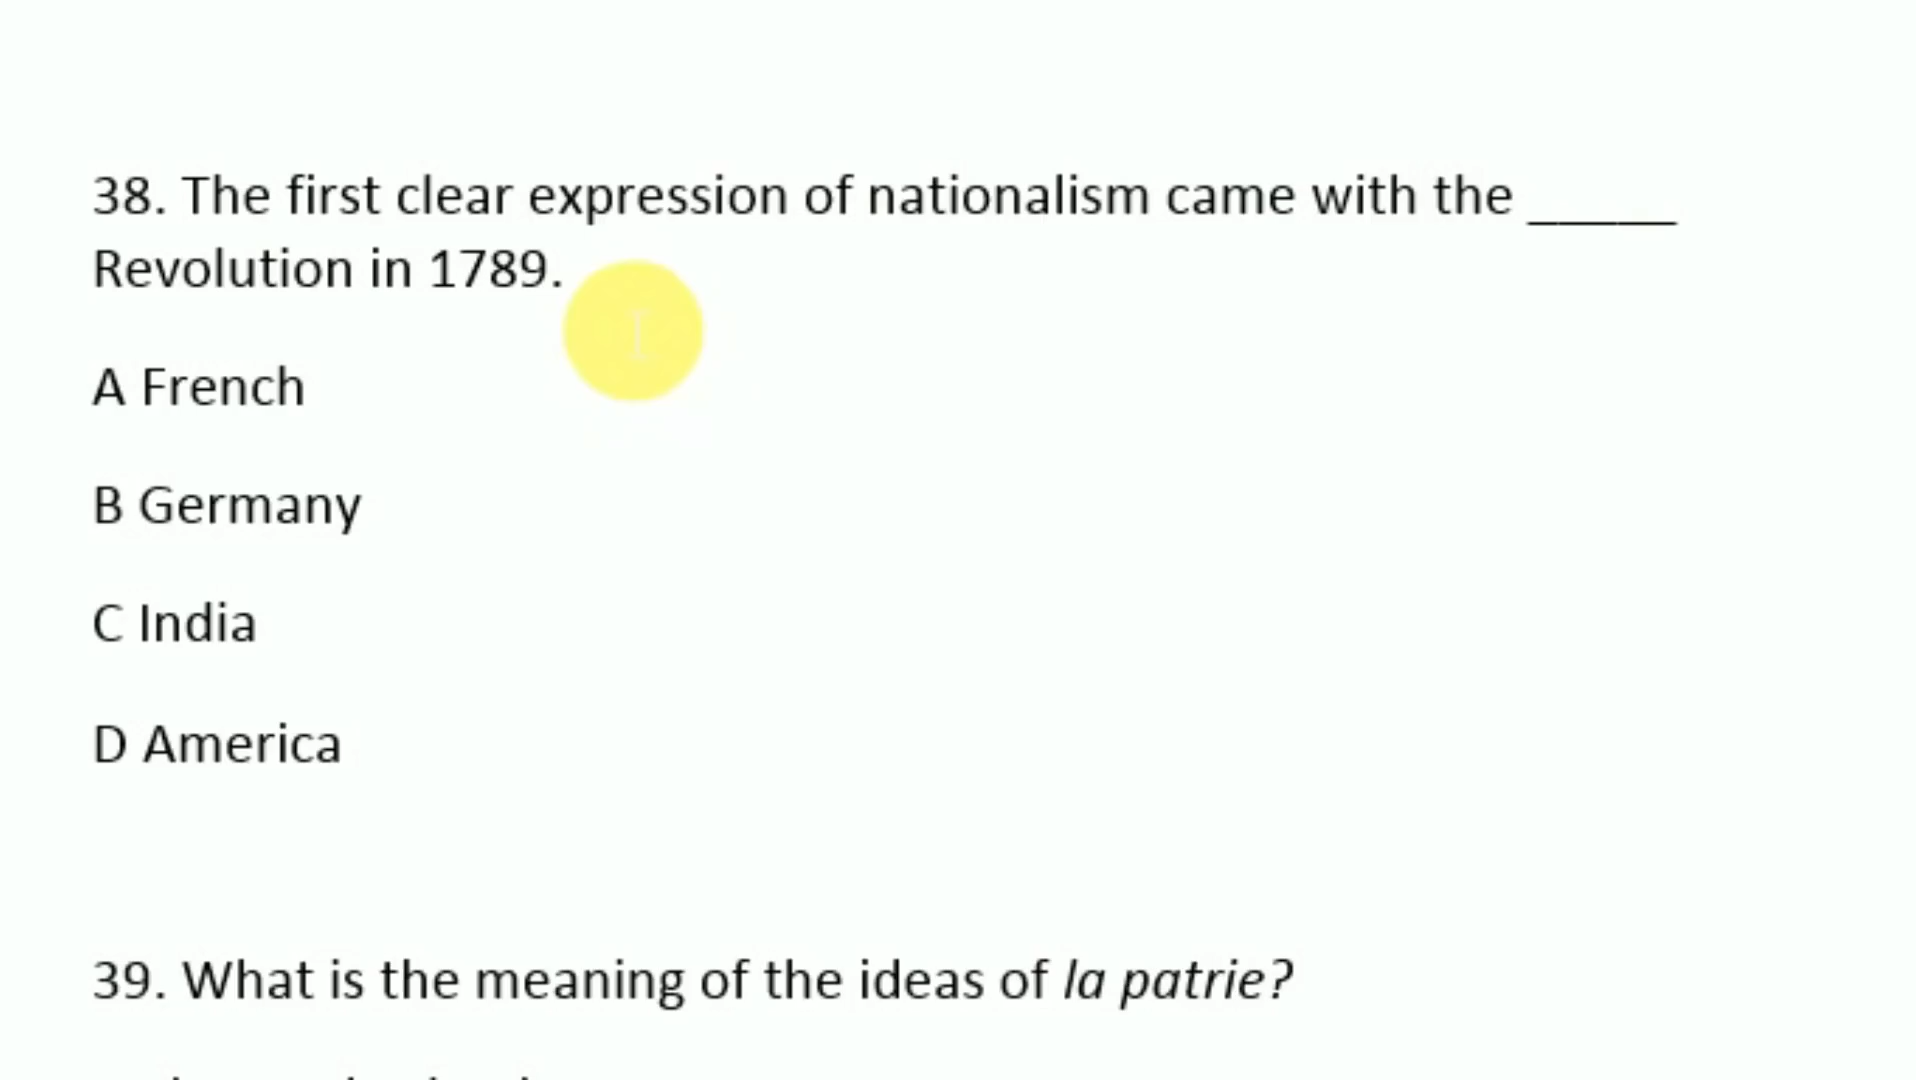 38. The first clear expression of nationalism came with the _____
Revolution in 1789.
A French
B Germany
C India
D America
39. What is the meaning of the ideas of la patrie?